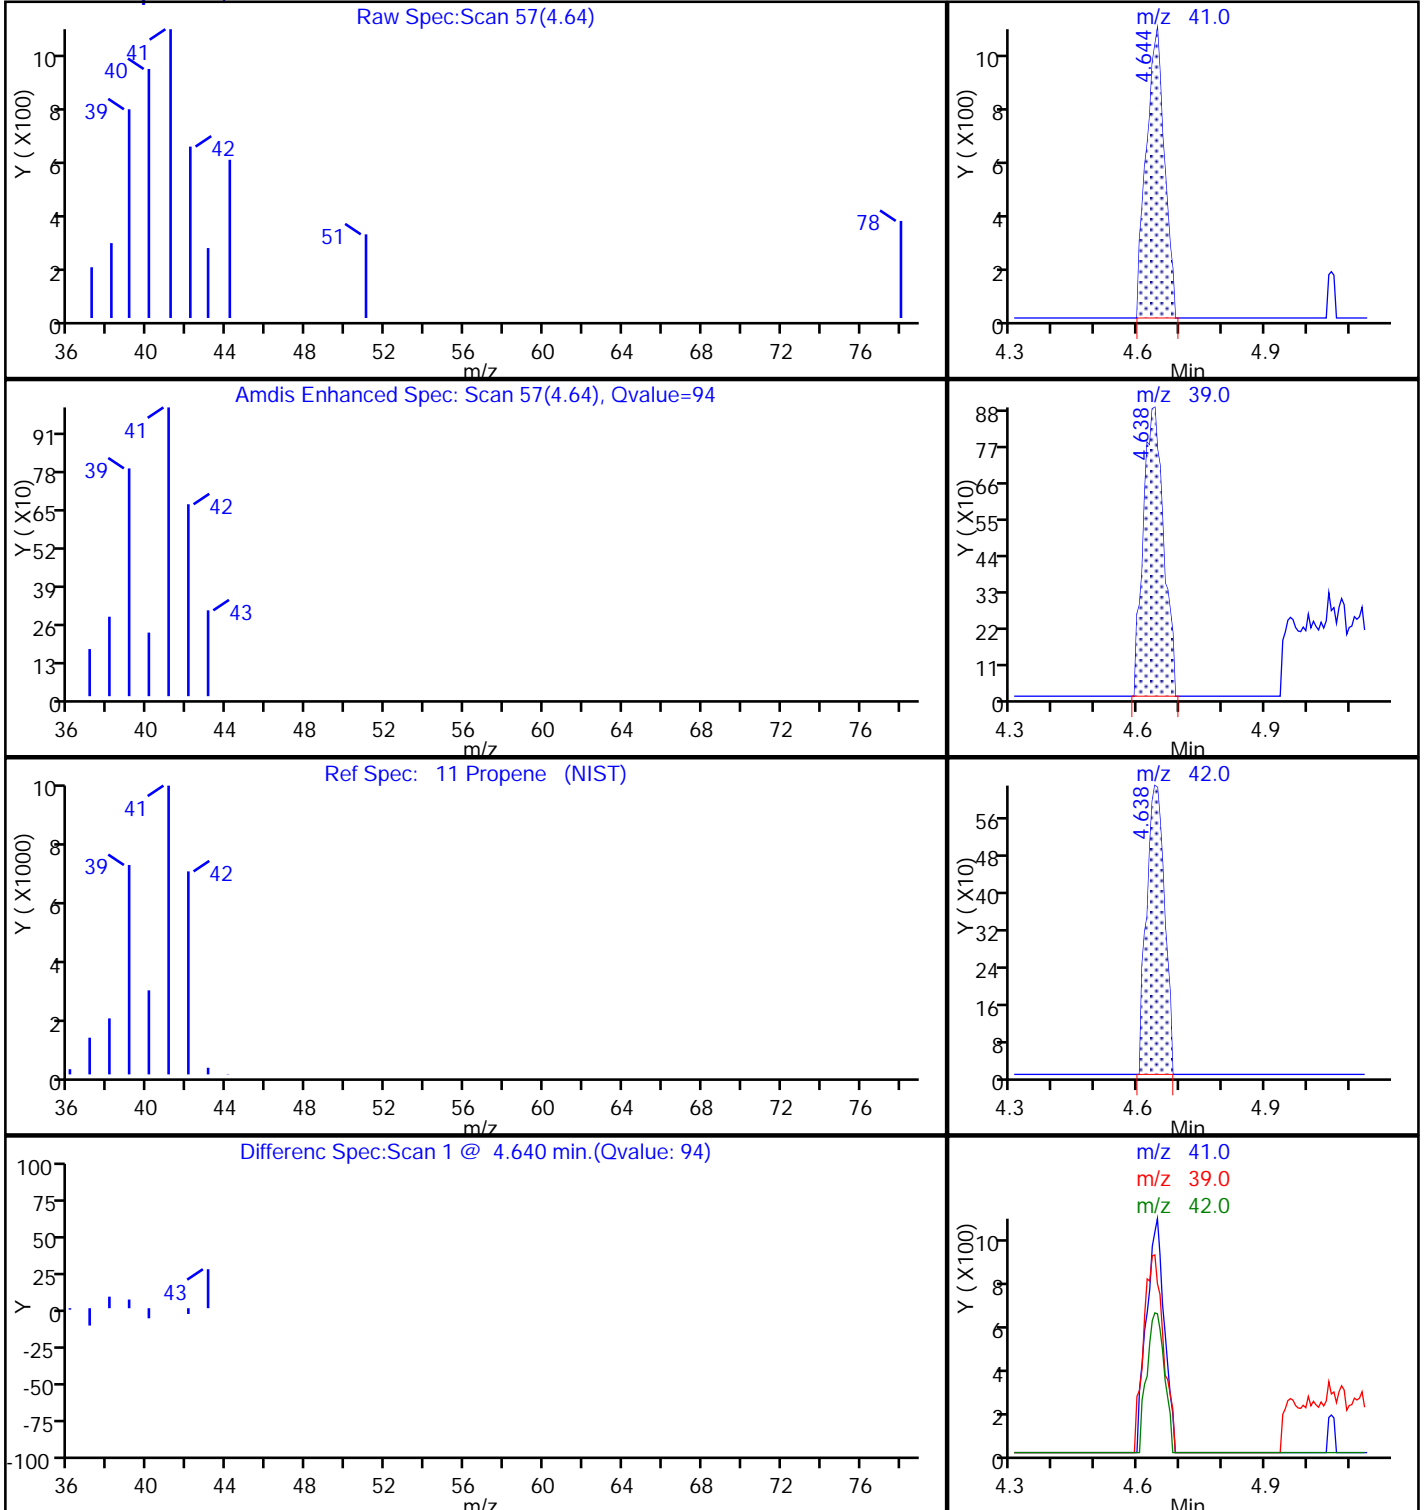 Raw Spec:Scan 57(4.64)
Y ( X100)
10
8
6
4
2
0
41
40
39
42
51
78
36 40 44 48 52 56 60 64 68 72 76
m/z
m/z 41.0
Y ( X100)
10
8
6
4
2
0
4.644
4.3 4.6 4.9
Min
Amdis Enhanced Spec: Scan 57(4.64), Qvalue=94
Y ( X10)
91
78
65
52
39
26
13
0
41
39
42
43
36 40 44 48 52 56 60 64 68 72 76
m/z
m/z 39.0
Y ( X10)
88
77
66
55
44
33
22
11
0
4.638
4.3 4.6 4.9
Min
Ref Spec: 11 Propene (NIST)
Y ( X1000)
10
8
6
4
2
0
41
39
42
36 40 44 48 52 56 60 64 68 72 76
m/z
m/z 42.0
Y ( X10)
56
48
40
32
24
16
8
0
4.638
4.3 4.6 4.9
Min
Differenc Spec:Scan 1 @ 4.640 min.(Qvalue: 94)
Y
100
75
50
25
0
-25
-50
-75
-100
43
36 40 44 48 52 56 60 64 68 72 76
m/z
m/z 41.0
m/z 39.0
m/z 42.0
Y ( X100)
10
8
6
4
2
0
4.3 4.6 4.9
Min